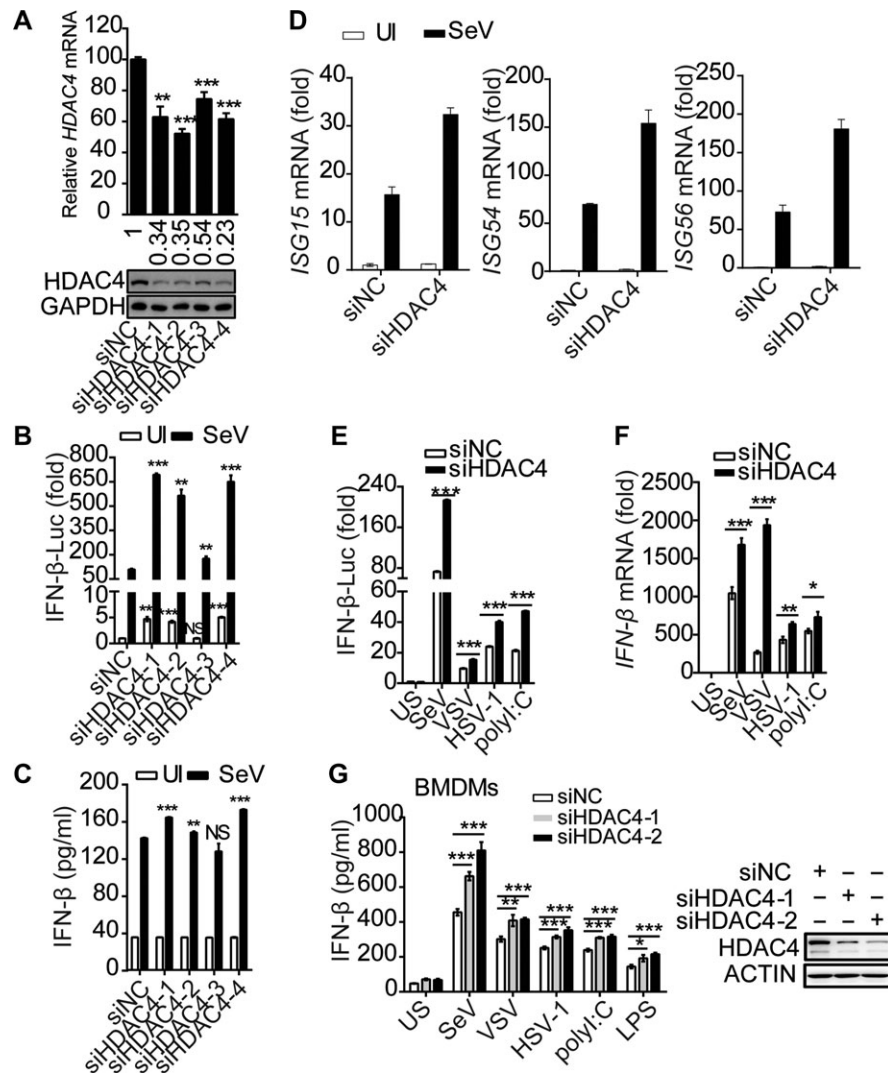 A
Relative HDAC4 mRNA
120
100
80
60
40
20
0
**
***
***
***
1
0.34
0.35
0.54
0.23
HDAC4
GAPDH
siNC
siHDAC4-1
siHDAC4-2
siHDAC4-3
siHDAC4-4
D
UI
SeV
ISG15 mRNA (fold)
40
30
20
10
0
siNC
siHDAC4
ISG54 mRNA (fold)
200
150
100
50
0
siNC
siHDAC4
ISG56 mRNA (fold)
250
200
150
100
50
0
siNC
siHDAC4
B
UI
SeV
IFN-β-Luc (fold)
800
650
500
350
200
50
10
5
0
***
**
**
***
**
***
NS
***
siNC
siHDAC4-1
siHDAC4-2
siHDAC4-3
siHDAC4-4
E
siNC
siHDAC4
IFN-β-Luc (fold)
240
180
120
60
60
40
20
0
***
***
***
***
US
SeV
VSV
HSV-1
polyI:C
F
siNC
siHDAC4
IFN-β mRNA (fold)
2500
2000
1500
1000
500
0
***
***
**
*
US
SeV
VSV
HSV-1
polyI:C
C
UI
SeV
IFN-β (pg/ml)
200
160
120
80
40
0
***
**
NS
***
siNC
siHDAC4-1
siHDAC4-2
siHDAC4-3
siHDAC4-4
G
BMDMs
siNC
siHDAC4-1
siHDAC4-2
IFN-β (pg/ml)
1000
800
600
400
200
0
***
***
***
**
***
***
***
***
***
*
US
SeV
VSV
HSV-1
polyI:C
LPS
siNC + – –
siHDAC4-1 – + –
siHDAC4-2 – – +
HDAC4
ACTIN